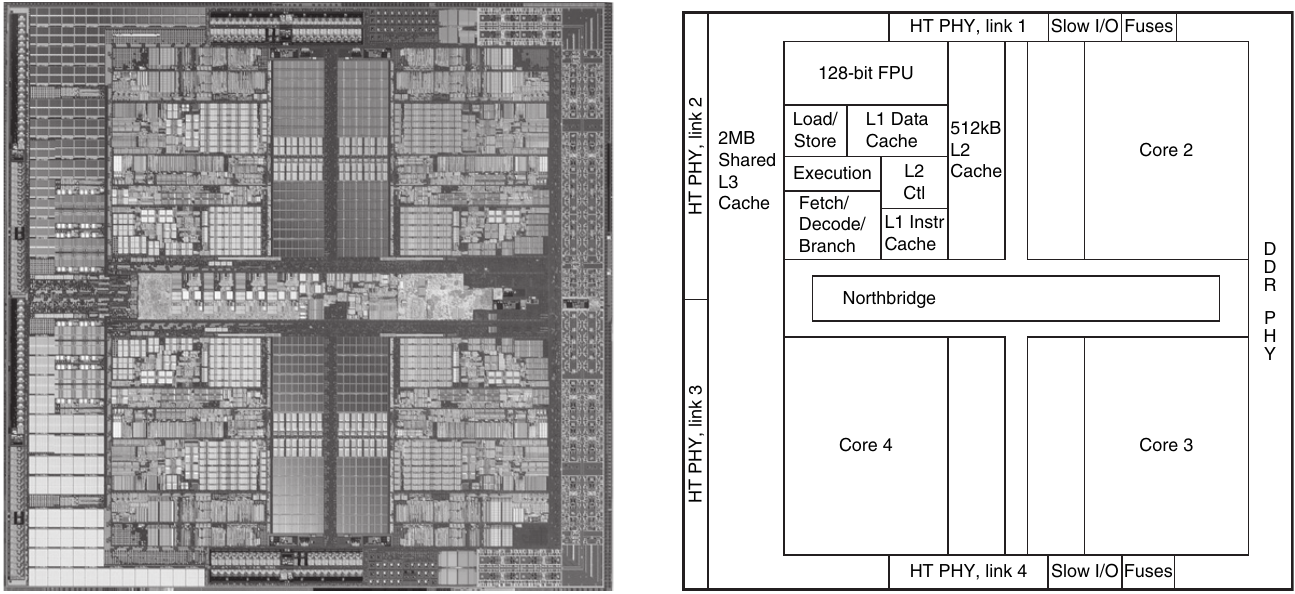 HT PHY, link 1
Slow I/O
Fuses
HT PHY, link 2
2MB
Shared
L3
Cache
128-bit FPU
Load/
Store
L1 Data
Cache
Execution
L2
Ctl
Fetch/
Decode/
Branch
L1 Instr
Cache
512kB
L2
Cache
Core 2
Northbridge
DDR PHY
HT PHY, link 3
Core 4
Core 3
HT PHY, link 4
Slow I/O
Fuses